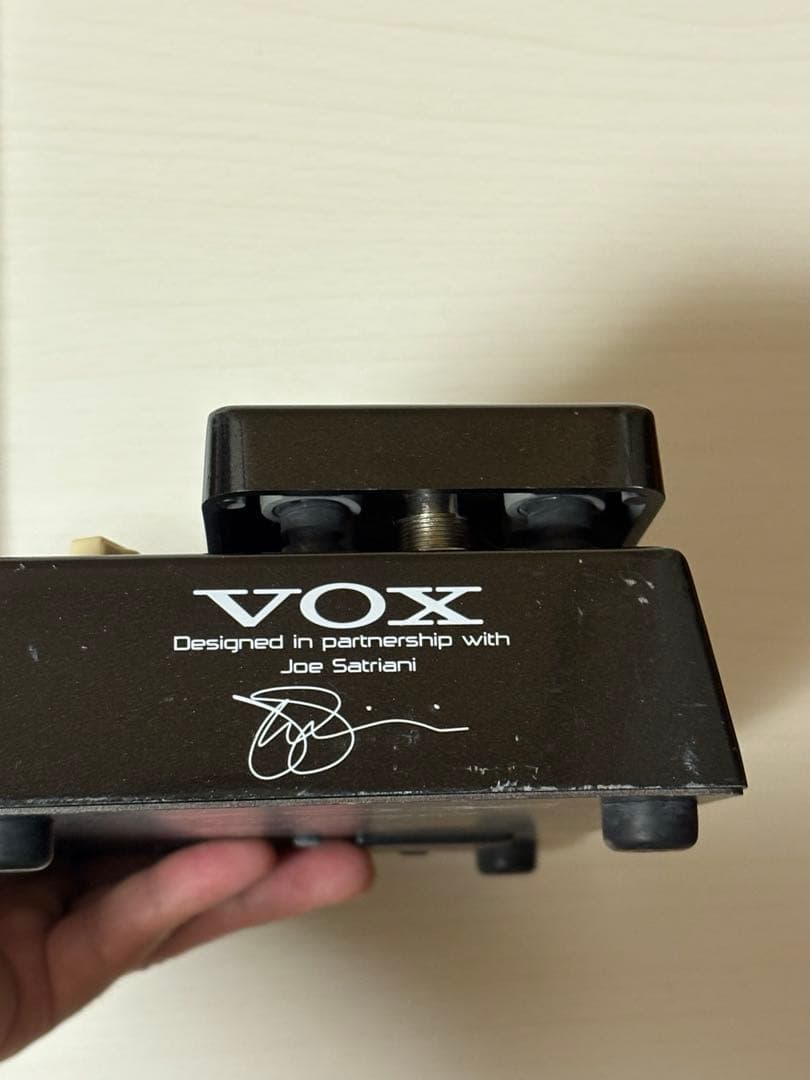 VOX
Designed in partnership with
Joe Satriani